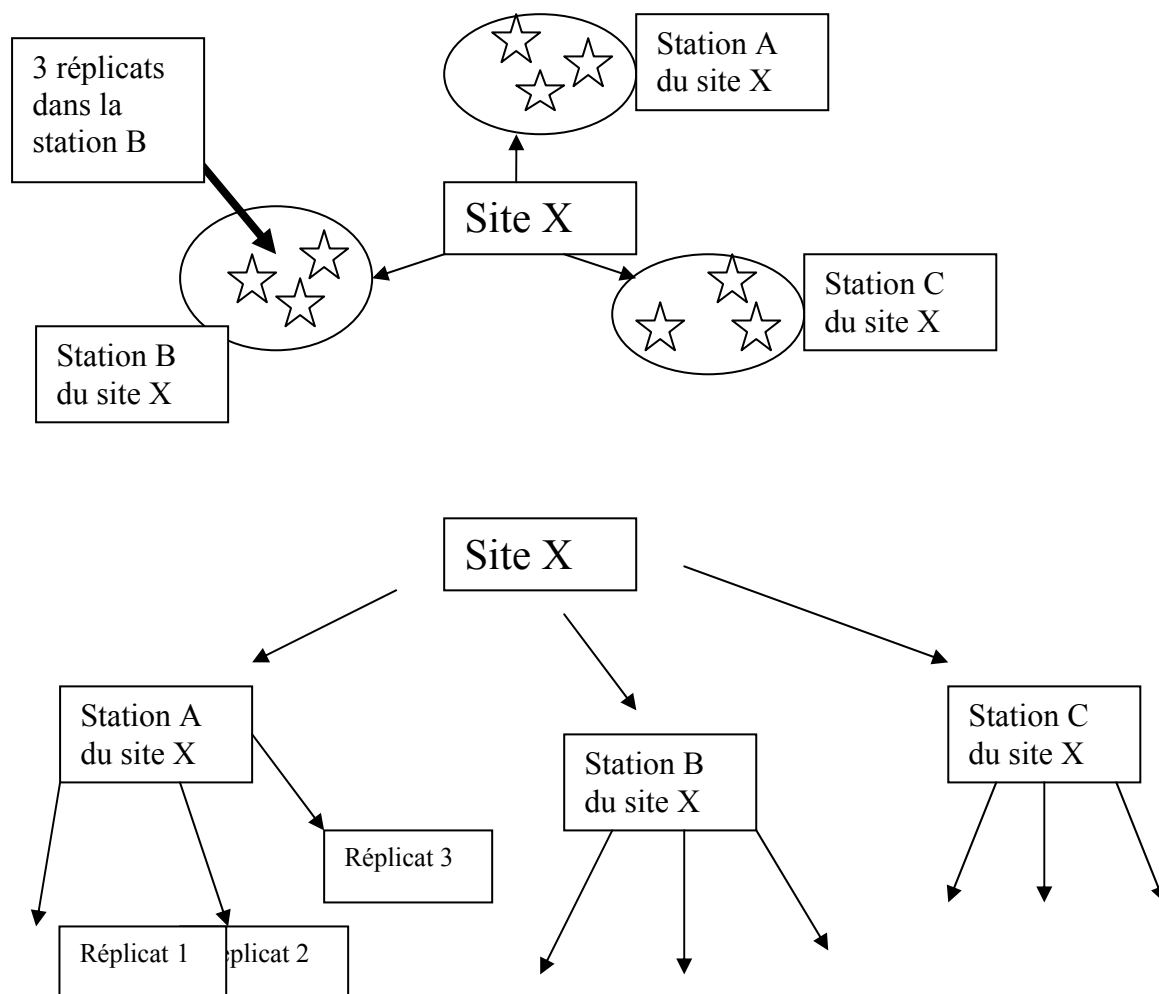 3 réplicats
dans la
station B
Station A
du site X
Site X
Station B
du site X
Station C
du site X
Site X
Station A
du site X
Station B
du site X
Station C
du site X
Réplicat 3
Réplicat 1
éplicat 2